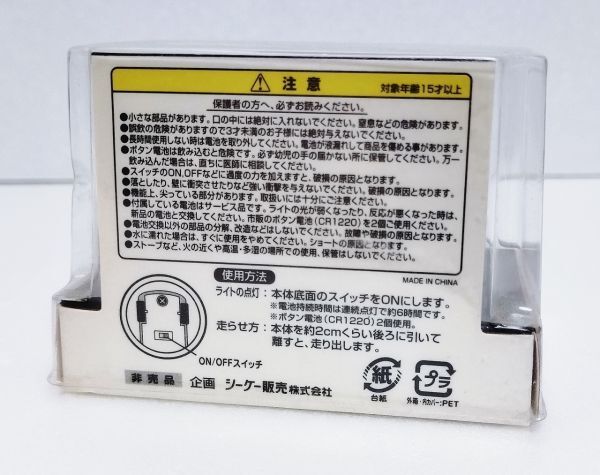 注意
対象年齢15才以上
保護者の方へ、必ずお読みください。
●小さな部品があります。口の中には絶対に入れないでください。窒息などの危険があります。
●誤飲の危険がありますので3才未満のお子様には絶対与えないでください。
●長時間使用しない時は電池を取り外してください。電池が液漏れして商品を傷める事があります。
●ボタン電池は飲み込むと危険です。必ず幼児の手の届かない所に保管してください。万一
飲み込んだ場合は、直ちに医師に相談してください。
●スイッチのON,OFFなどに過度の力を加えますと、破損の原因となります。
●落としたり、壁に衝突させたりなど強い衝撃を与えないでください。破損の原因となります。
●機能上、尖っている部分があります。取扱いには十分にご注意ください。
●付属している電池はサービス品です。ライトの光が弱くなったり、反応が悪くなった時は、
新品の電池と交換してください。市販のボタン電池(CR1220)を2個ご使用ください。
●電池交換以外の部品の分解、改造などはしないでください。故障や破損の原因となります。
●水に濡れた場合は、すぐに使用をやめてください。ショートの原因となります。
●ストーブなど、火の近くや高温・多湿の場所での使用、保管はしないでください。
MADE IN CHINA
使用方法
ライトの点灯:本体底面のスイッチをONにします。
※電池持続時間は連続点灯で約6時間です。
※ボタン電池(CR1220)2個使用。
走らせ方:本体を約2cmくらい後ろに引いて
離すと、走り出します。
ON/OFFスイッチ
非売品 企画 シーケー販売株式会社
紙
台紙
プラ
外箱・内カバー:PET